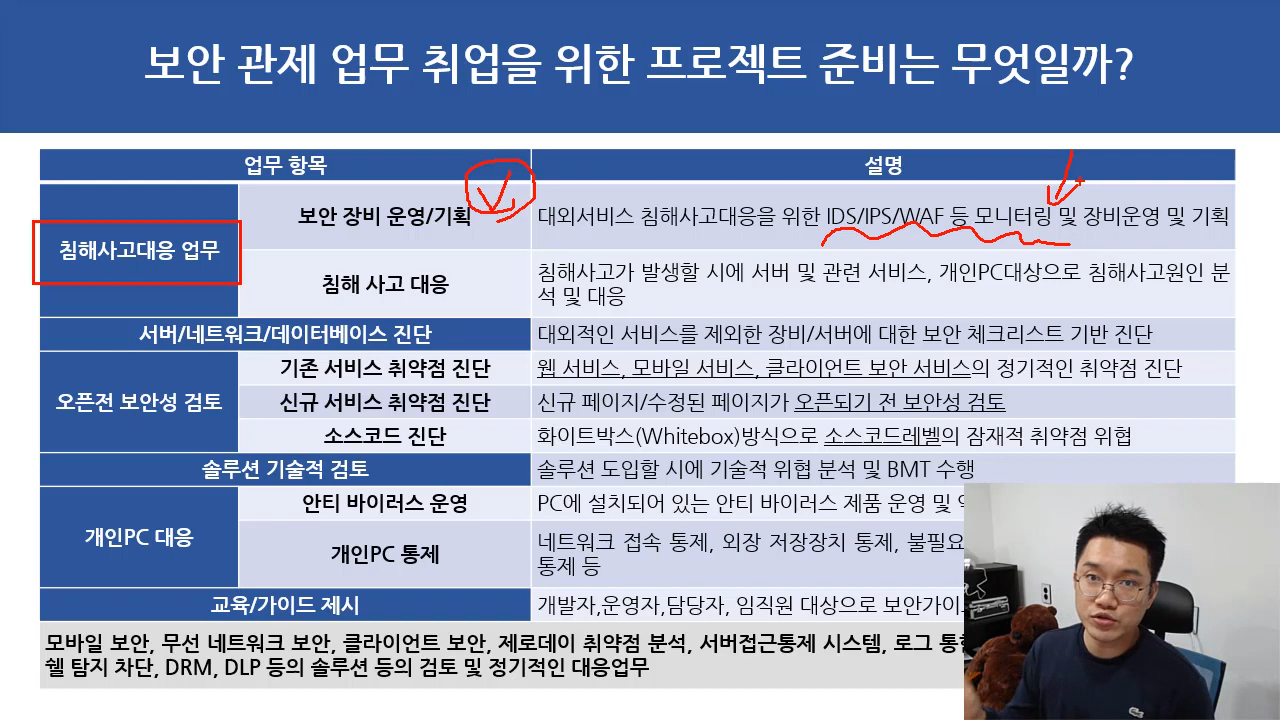 보안 관제 업무 취업을 위한 프로젝트 준비는 무엇일까?
업무 항목
설명
침해사고대응 업무
보안 장비 운영/기획
대외서비스 침해사고대응을 위한 IDS/IPS/WAF 등 모니터링 및 장비운영 및 기획
침해 사고 대응
침해사고가 발생할 시에 서버 및 관련 서비스, 개인PC대상으로 침해사고원인 분
석 및 대응
서버/네트워크/데이터베이스 진단
대외적인 서비스를 제외한 장비/서버에 대한 보안 체크리스트 기반 진단
오픈전 보안성 검토
기존 서비스 취약점 진단
웹 서비스, 모바일 서비스, 클라이언트 보안 서비스의 정기적인 취약점 진단
신규 서비스 취약점 진단
신규 페이지/수정된 페이지가 오픈되기 전 보안성 검토
소스코드 진단
화이트박스(Whitebox)방식으로 소스코드레벨의 잠재적 취약점 위협
솔루션 기술적 검토
솔루션 도입할 시에 기술적 위협 분석 및 BMT 수행
개인PC 대응
안티 바이러스 운영
PC에 설치되어 있는 안티 바이러스 제품 운영 및
개인PC 통제
네트워크 접속 통제, 외장 저장장치 통제, 불필요
통제 등
교육/가이드 제시
개발자,운영자,담당자, 임직원 대상으로 보안가이
모바일 보안, 무선 네트워크 보안, 클라이언트 보안, 제로데이 취약점 분석, 서버접근통제 시스템, 로그 통
쉘 탐지 차단, DRM, DLP 등의 솔루션 등의 검토 및 정기적인 대응업무